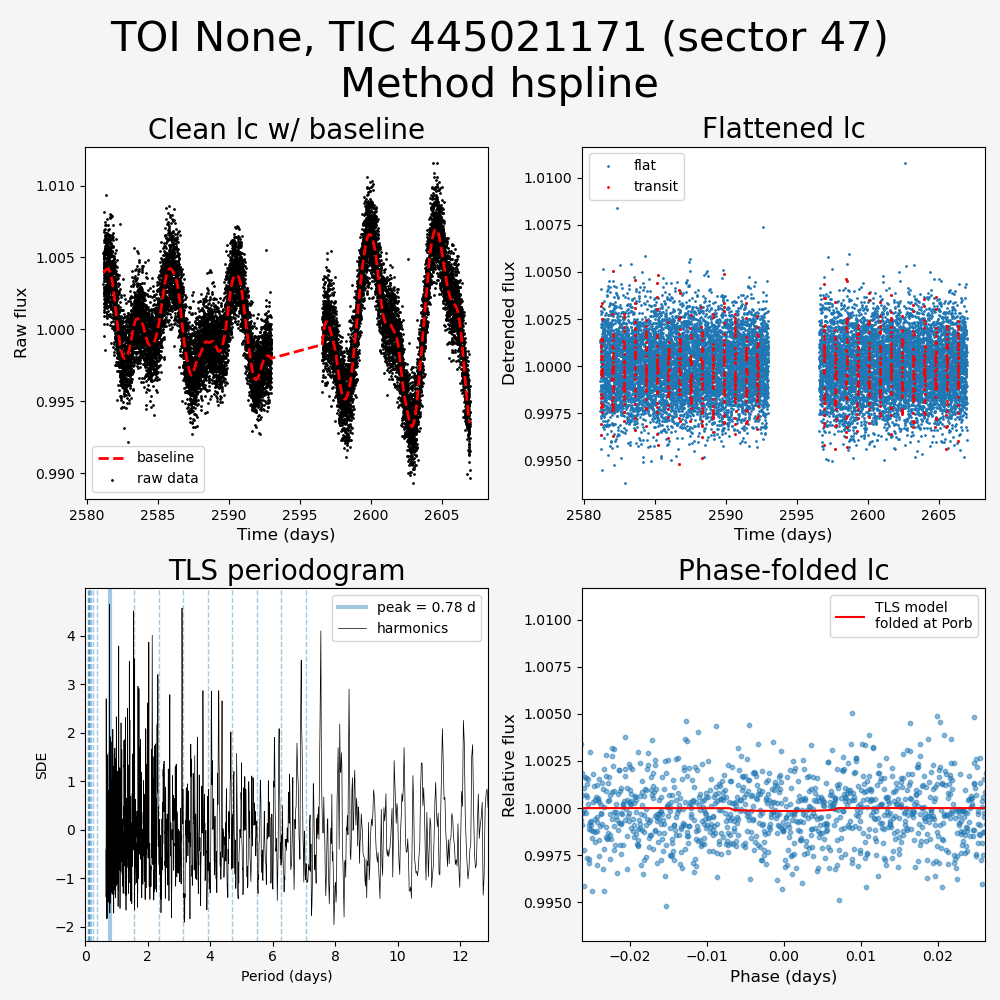 TOI None, TIC 445021171 (sector 47)
Method hspline
Clean lc w/ baseline
Raw flux
1.010
1.005
1.000
0.995
0.990
baseline
raw data
2580
2585
2590
2595
2600
2605
Time (days)
Flattened lc
Detrended flux
1.0100
1.0075
1.0050
1.0025
1.0000
0.9975
0.9950
flat
transit
2580
2585
2590
2595
2600
2605
Time (days)
TLS periodogram
SDE
4
3
2
1
0
−1
−2
peak = 0.78 d
harmonics
0
2
4
6
8
10
12
Period (days)
Phase-folded lc
Relative flux
1.0100
1.0075
1.0050
1.0025
1.0000
0.9975
0.9950
TLS model
folded at Porb
−0.02
−0.01
0.00
0.01
0.02
Phase (days)